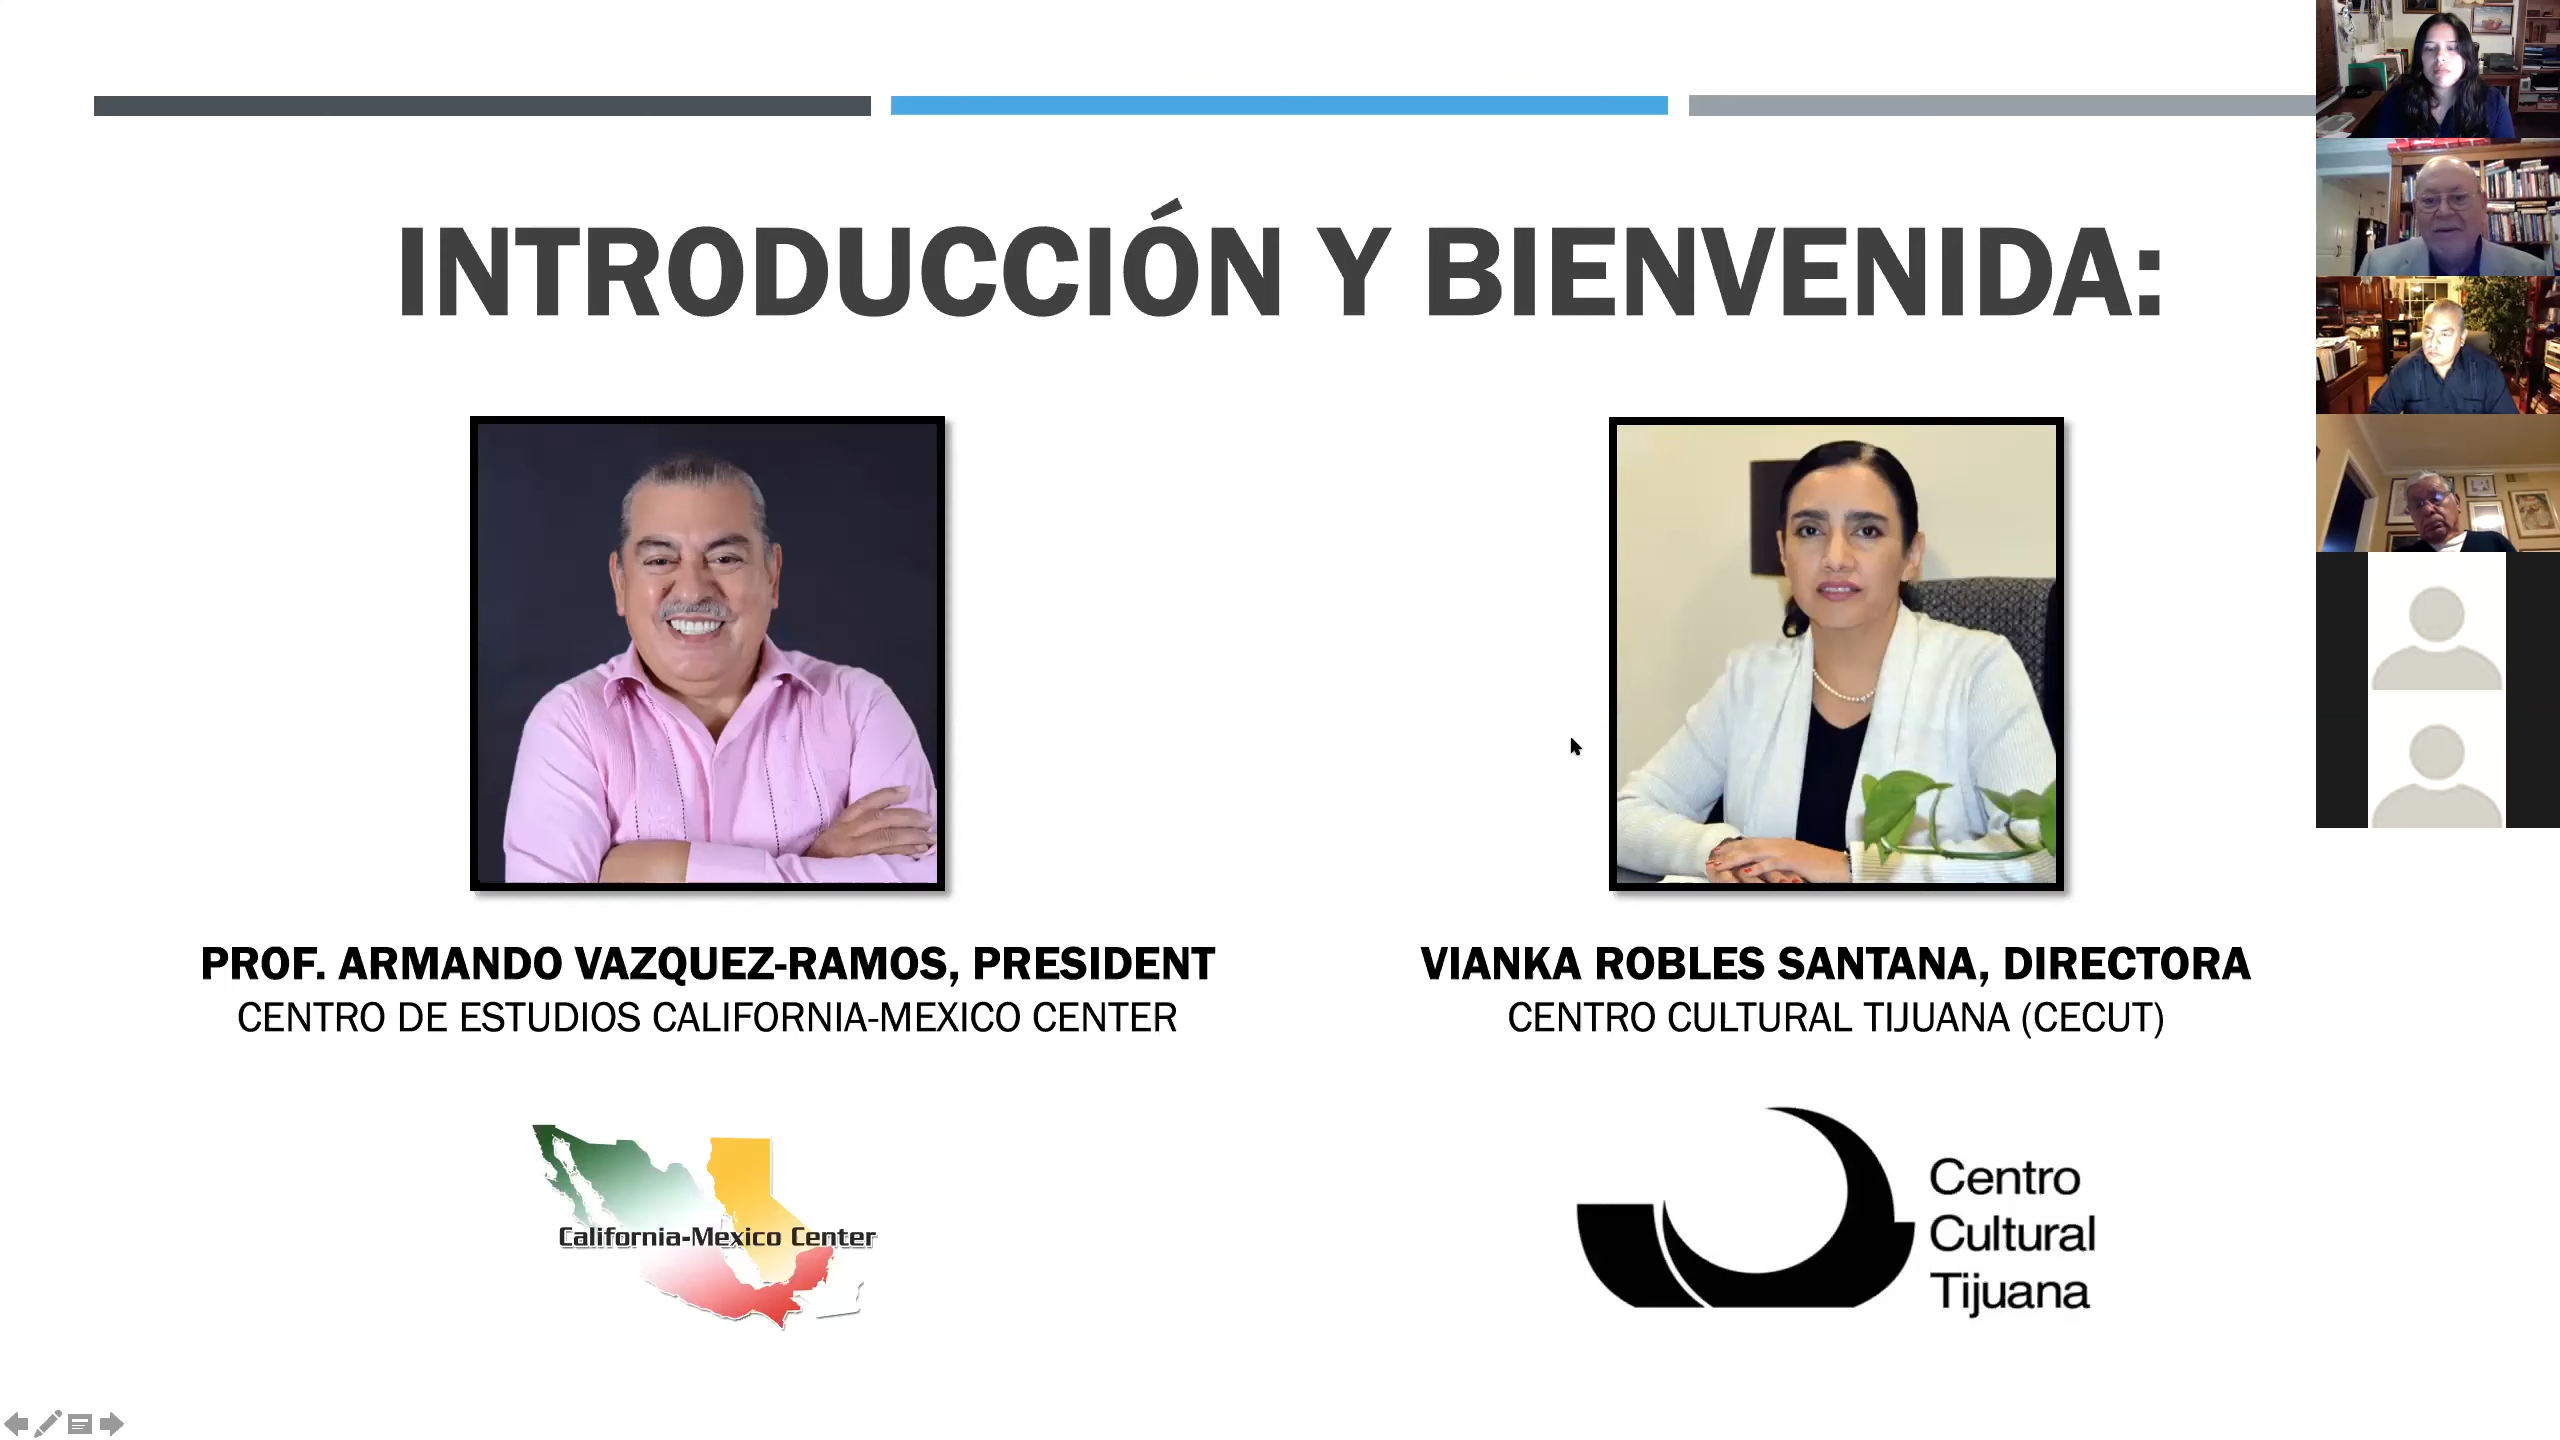 INTRODUCCIÓN Y BIENVENIDA:
PROF. ARMANDO VAZQUEZ-RAMOS, PRESIDENT
CENTRO DE ESTUDIOS CALIFORNIA-MEXICO CENTER
VIANKA ROBLES SANTANA, DIRECTORA
CENTRO CULTURAL TIJUANA (CECUT)
California-Mexico Center
Centro
Cultural
Tijuana